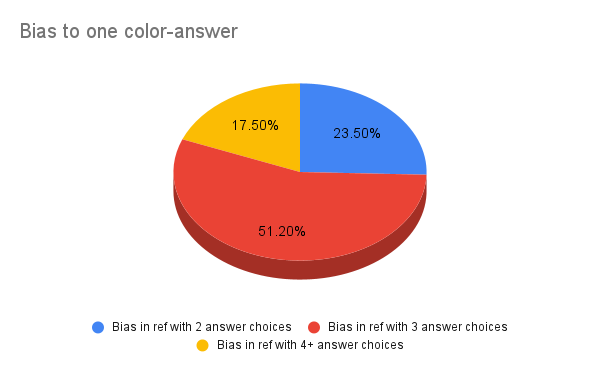 Bias to one color-answer
17.50%
23.50%
51.20%
Bias in ref with 2 answer choices
Bias in ref with 3 answer choices
Bias in ref with 4+ answer choices